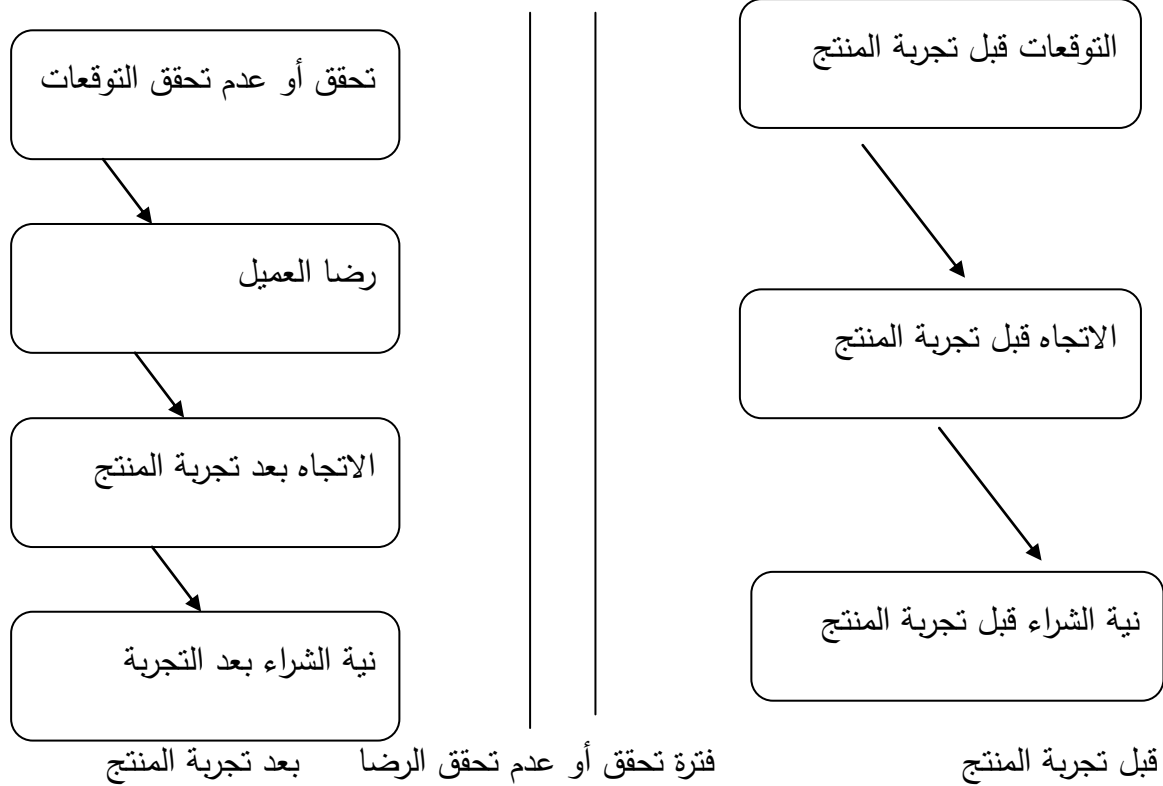 التوقعات قبل تجربة المنتج
الاتجاه قبل تجربة المنتج
نية الشراء قبل تجربة المنتج
تحقق أو عدم تحقق التوقعات
رضا العميل
الاتجاه بعد تجربة المنتج
نية الشراء بعد التجربة
قبل تجربة المنتج فترة تحقق أو عدم تحقق الرضا بعد تجربة المنتج